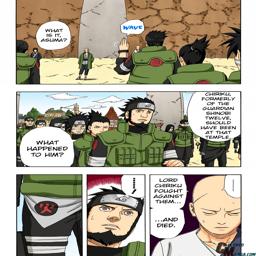 WHAT
IS IT,
ASUMA?
WAVE
CHIRIKU,
FORMERLY
OF THE
GUARDIAN
SHINOBI
TWELVE,
SHOULD
HAVE BEEN
AT THAT
TEMPLE.
WHAT
HAPPENED
TO HIM?
LORD
CHIRIKU
FOUGHT
AGAINST
THEM...
...AND
DIED.